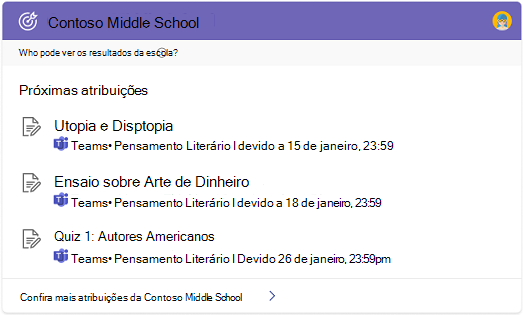 Contoso Middle School
Who pode ver os resultados da escola?
Próximas atribuições
Utopia e Disptopia
Teams• Pensamento Literário I devido a 15 de janeiro, 23:59
Ensaio sobre Arte de Dinheiro
Teams• Pensamento Literário I devido a 18 de janeiro, 23:59
Quiz 1: Autores Americanos
Teams• Pensamento Literário I Devido 26 de janeiro, 23:59pm
Confira mais atribuições da Contoso Middle School